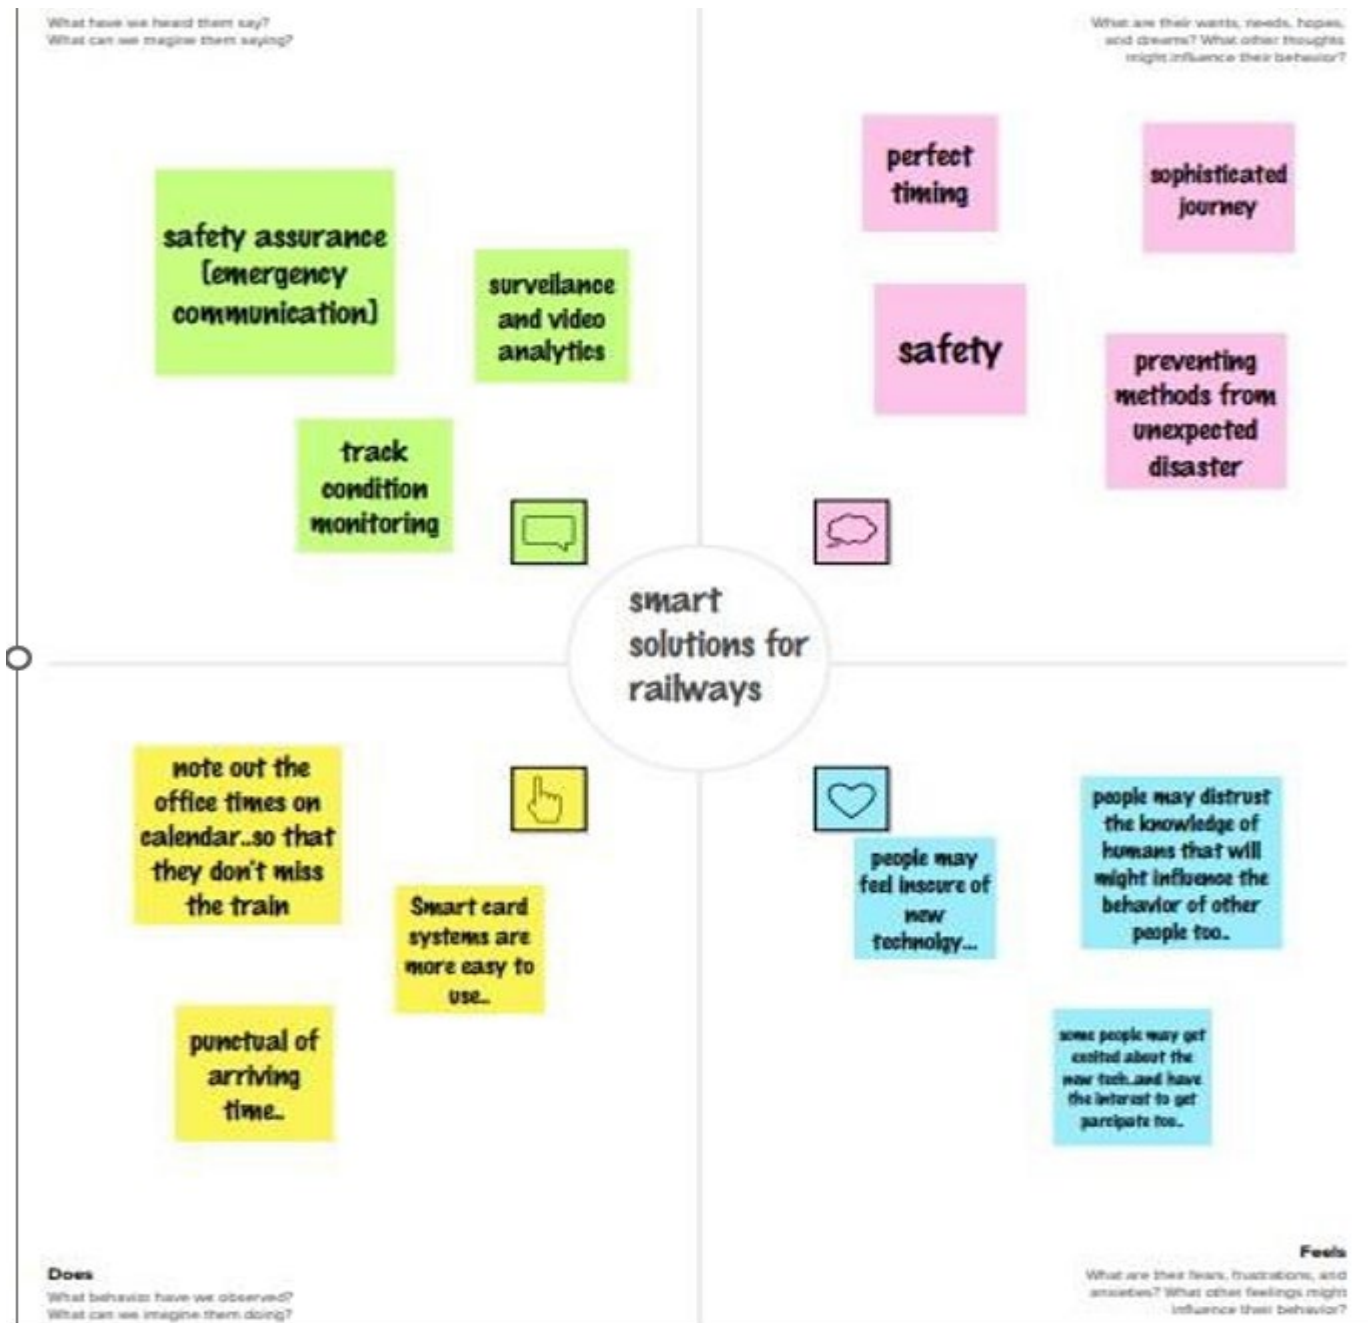 What have we heard them say?
What can we magine them saying?
What are their wants, needs, hopes,
and dreams? What other thoughts
might influence their behavior?
safety assurance
[emergency
communication]
surveilance
and video
analytics
track
condition
monitoring
perfect
timing
sophisticated
journey
safety
preventing
methods from
unexpected
disaster
smart
solutions for
railways
note out the
office times on
calendar..so that
they don't miss
the train
Smart card
systems are
more easy to
use..
punctual of
arriving
time..
people may
feel inscure of
new
technolgy...
people may distrust
the knowledge of
humans that will
might influence the
behavior of other
people too..
some people may get
excited about the
new tech..and have
the interest to get
parcipate too..
Does
What behavior have we observed?
What can we imagine them doing?
Feels
What are their fears, frustrations, and
anxieties? What other feelings might
influence their behavior?